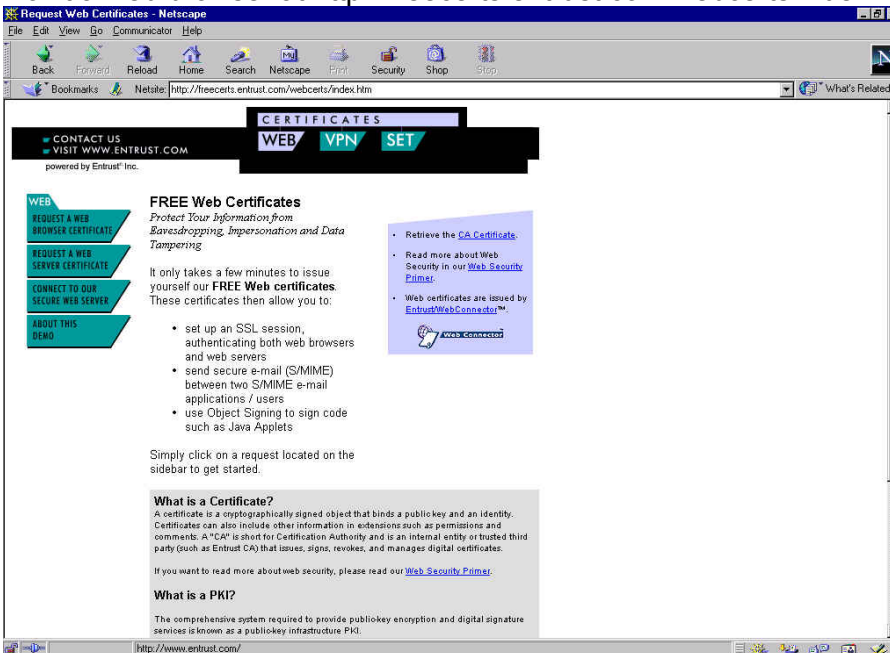 Request Web Certificates - Netscape
File Edit View Go Communicator Help
Back Forward Reload Home Search Netscape Print Security Shop Stop
Bookmarks Netsite: http://freecerts.entrust.com/webcerts/index.htm What's Related
CERTIFICATES
CONTACT US
VISIT WWW.ENTRUST.COM
WEB VPN SET
powered by Entrust® Inc.
WEB
REQUEST A WEB
BROWSER CERTIFICATE
REQUEST A WEB
SERVER CERTIFICATE
CONNECT TO OUR
SECURE WEB SERVER
ABOUT THIS
DEMO
FREE Web Certificates
Protect Your Information from
Eavesdropping, Impersonation and Data
Tampering
It only takes a few minutes to issue
yourself our FREE Web certificates.
These certificates then allow you to:
• set up an SSL session,
authenticating both web browsers
and web servers
• send secure e-mail (S/MIME)
between two S/MIME e-mail
applications / users
• use Object Signing to sign code
such as Java Applets
Simply click on a request located on the
sidebar to get started.
• Retrieve the CA Certificate.
• Read more about Web
Security in our Web Security
Primer.
• Web certificates are issued by
Entrust/WebConnector™.
Web Connector
What is a Certificate?
A certificate is a cryptographically signed object that binds a public key and an identity.
Certificates can also include other information in extensions such as permissions and
comments. A "CA" is short for Certification Authority and is an internal entity or trusted third
party (such as Entrust CA) that issues, signs, revokes, and manages digital certificates.
If you want to read more about web security, please read our Web Security Primer.
What is a PKI?
The comprehensive system required to provide public-key encryption and digital signature
services is known as a public-key infrastructure PKI.
http://www.entrust.com/